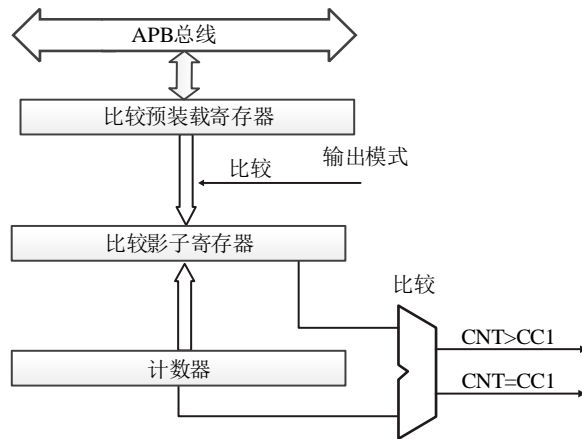 APB总线
比较预装载寄存器
输出模式
比较
比较影子寄存器
比较
CNT>CC1
计数器
CNT=CC1